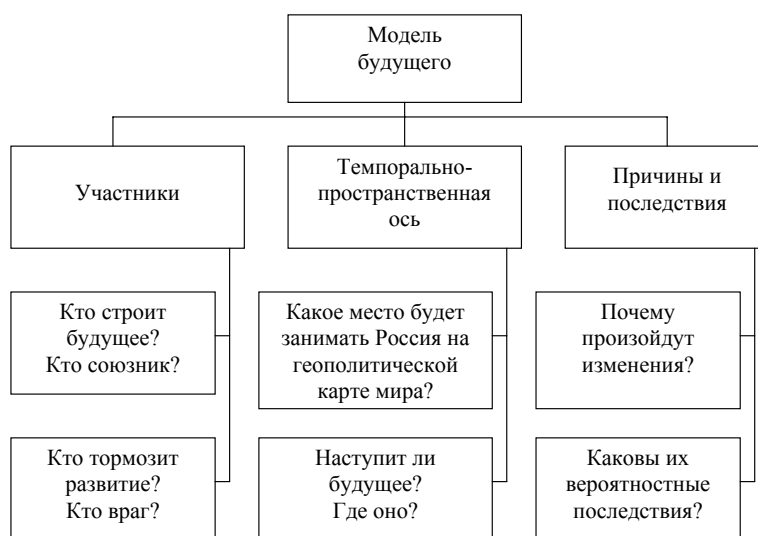 Модель
будущего
Участники
Темпорально-
пространственная
ось
Причины и
последствия
Кто строит
будущее?
Кто союзник?
Какое место будет
занимать Россия на
геополитической
карте мира?
Почему
произойдут
изменения?
Кто тормозит
развитие?
Кто враг?
Наступит ли
будущее?
Где оно?
Каковы их
вероятностные
последствия?